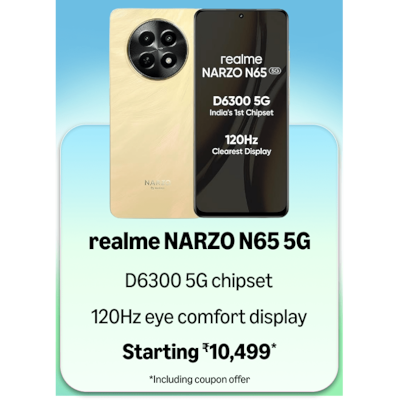 realme
NARZO N65 5G
D6300 5G
India's 1st Chipset
120Hz
Clearest Display
NARZO
realme NARZO N65 5G
D6300 5G chipset
120Hz eye comfort display
Starting ₹10,499*
*Including coupon offer